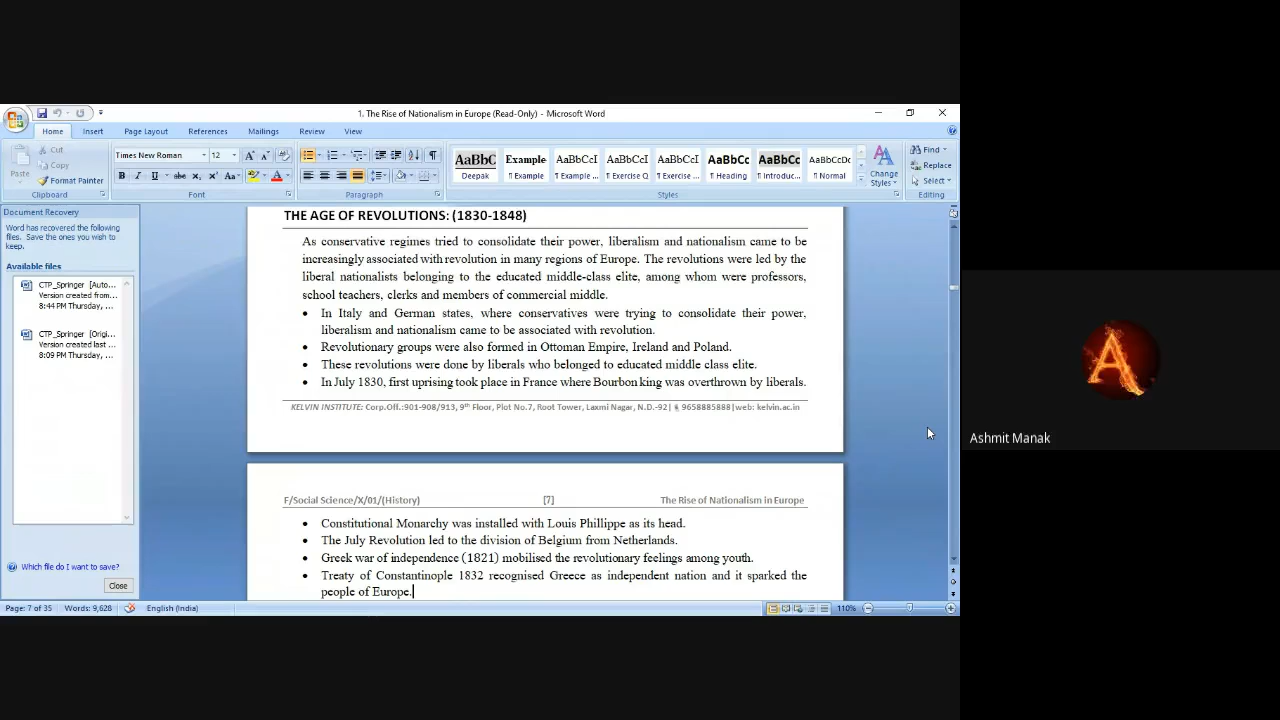 1. The Rise of Nationalism in Europe (Read-Only) - Microsoft Word
Home Insert Page Layout References Mailings Review View
Cut
Copy
Paste
Format Painter
Clipboard
Times New Roman 12
Font
Paragraph
AaBbC Example AaBbCcI AaBbCcI AaBbCcI AaBbCc AaBbCc AaBbCcDc
Deepak ¶ Example ¶ Example ... ¶ Exercise Q ¶ Exercise ... ¶ Heading ¶ Introduc... ¶ Normal
Change Styles
Styles
Find
Replace
Select
Editing
Document Recovery
Word has recovered the following
files. Save the ones you wish to
keep.
Available files
CTP_Springer [Auto...
Version created from...
8:44 PM Thursday, ...
CTP_Springer [Origi...
Version created last ...
8:09 PM Thursday, ...
Which file do I want to save?
Close
THE AGE OF REVOLUTIONS: (1830-1848)
As conservative regimes tried to consolidate their power, liberalism and nationalism came to be
increasingly associated with revolution in many regions of Europe. The revolutions were led by the
liberal nationalists belonging to the educated middle-class elite, among whom were professors,
school teachers, clerks and members of commercial middle.
• In Italy and German states, where conservatives were trying to consolidate their power,
liberalism and nationalism came to be associated with revolution.
• Revolutionary groups were also formed in Ottoman Empire, Ireland and Poland.
• These revolutions were done by liberals who belonged to educated middle class elite.
• In July 1830, first uprising took place in France where Bourbon king was overthrown by liberals.
KELVIN INSTITUTE: Corp.Off.:901-908/913, 9th Floor, Plot No.7, Root Tower, Laxmi Nagar, N.D.-92| 9658885888|web: kelvin.ac.in
F/Social Science/X/01/(History) [7] The Rise of Nationalism in Europe
• Constitutional Monarchy was installed with Louis Phillippe as its head.
• The July Revolution led to the division of Belgium from Netherlands.
• Greek war of independence (1821) mobilised the revolutionary feelings among youth.
• Treaty of Constantinople 1832 recognised Greece as independent nation and it sparked the
people of Europe.
Page: 7 of 35 Words: 9,628 English (India) 110%
A
Ashmit Manak